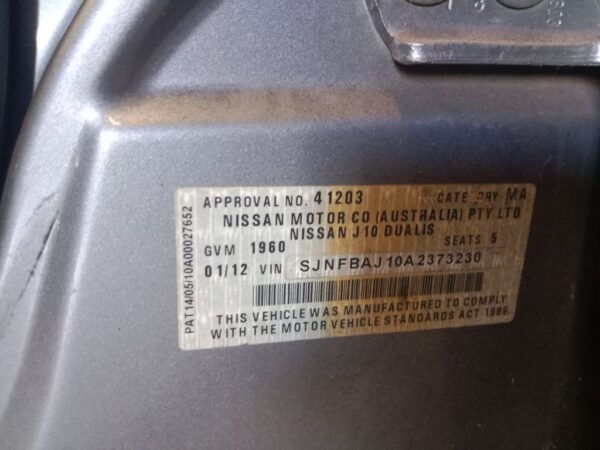 APPROVAL NO. 41203 CATEGORY MA
NISSAN MOTOR CO (AUSTRALIA) PTY LTD
NISSAN J10 DUALIS
GVM 1960 SEATS 5
01/12 VIN SJNFBAJ10A2373230
THIS VEHICLE WAS MANUFACTURED TO COMPLY
WITH THE MOTOR VEHICLE STANDARDS ACT 1989
PAT14/05/10A00027652